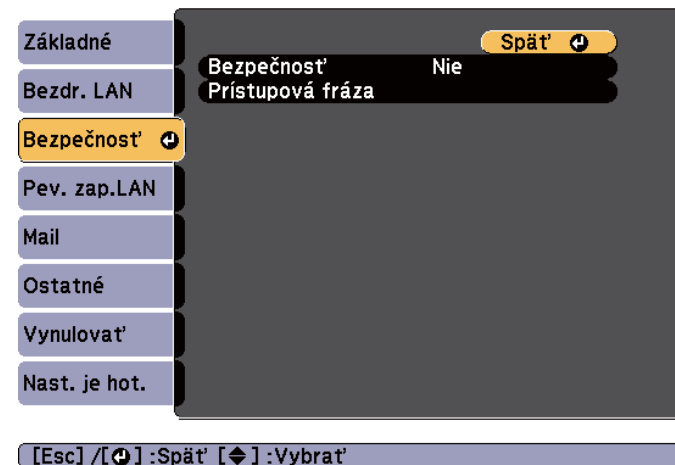 Základné
Bezdr. LAN
Bezpečnosť
Pev. zap.LAN
Mail
Ostatné
Vynulovať
Nast. je hot.
Späť
Bezpečnosť Nie
Prístupová fráza
[Esc] /[ ] :Späť [ ] :Vybrať